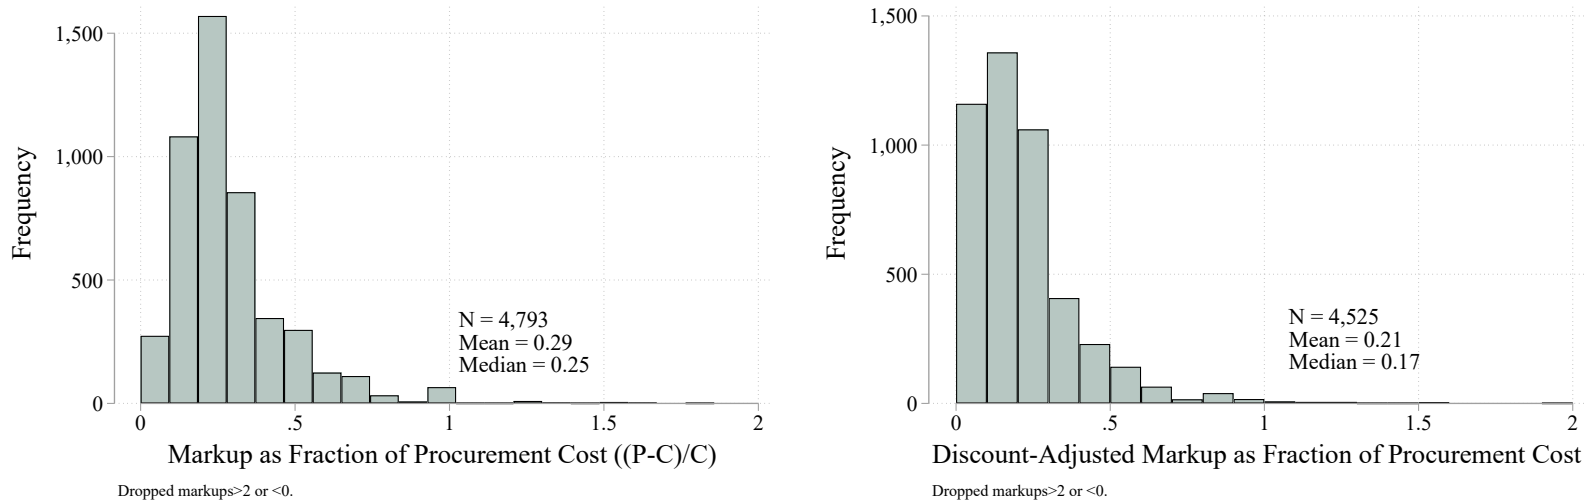 1,500
1,000
500
0
Frequency
N = 4,793
Mean = 0.29
Median = 0.25
0 .5 1 1.5 2
Markup as Fraction of Procurement Cost ((P-C)/C)
Dropped markups>2 or <0.
1,500
1,000
500
0
Frequency
N = 4,525
Mean = 0.21
Median = 0.17
0 .5 1 1.5 2
Discount-Adjusted Markup as Fraction of Procurement Cost
Dropped markups>2 or <0.